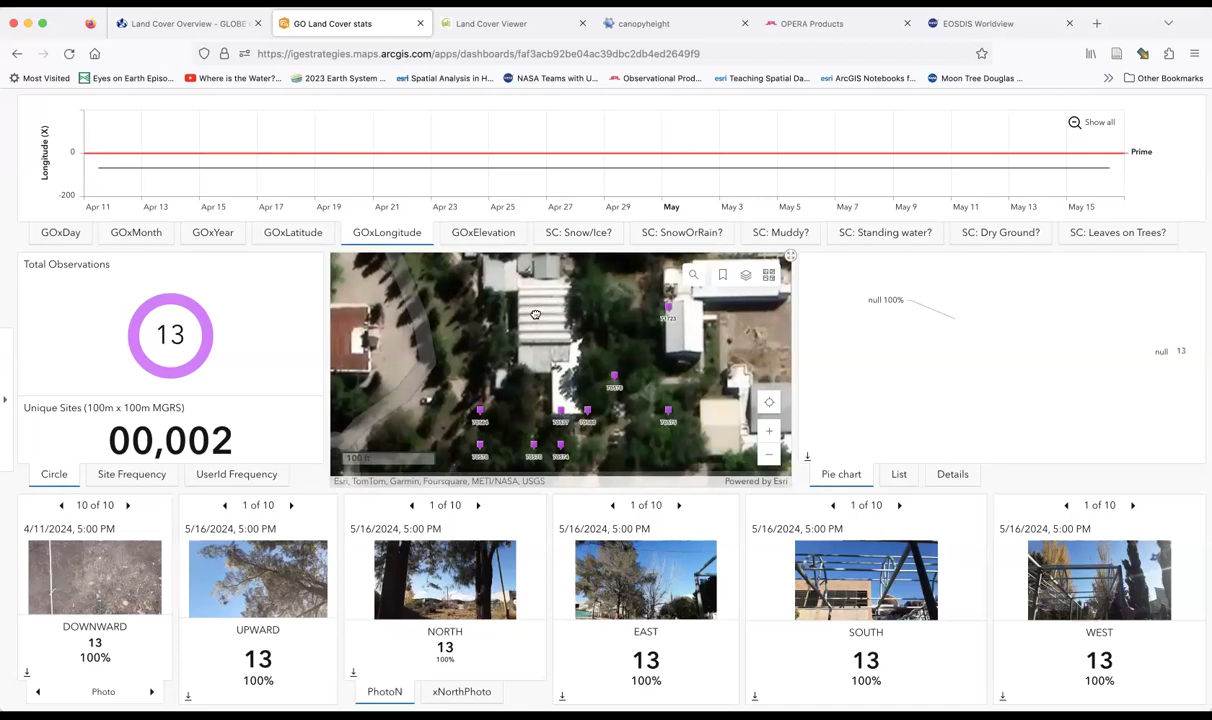 Land Cover Overview - GLOBE
GO Land Cover stats
Land Cover Viewer
canopyheight
OPERA Products
EOSDIS Worldview
https://igestrategies.maps.arcgis.com/apps/dashboards/faf3acb92be04ac39dbc2db4ed2649f9
Most Visited
Eyes on Earth Episo...
Where is the Water?...
2023 Earth System ...
esri Spatial Analysis in H...
NASA Teams with U...
Observational Prod...
esri Teaching Spatial Da...
esri ArcGIS Notebooks f...
Moon Tree Douglas ...
Other Bookmarks
Longitude (X)
0
-200
Show all
Prime
Apr 11 Apr 13 Apr 15 Apr 17 Apr 19 Apr 21 Apr 23 Apr 25 Apr 27 Apr 29 May May 3 May 5 May 7 May 9 May 11 May 13 May 15
GOxDay GOxMonth GOxYear GOxLatitude GOxLongitude GOxElevation SC: Snow/Ice? SC: SnowOrRain? SC: Muddy? SC: Standing water? SC: Dry Ground? SC: Leaves on Trees?
Total Observations
13
Unique Sites (100m x 100m MGRS)
00,002
Circle Site Frequency UserId Frequency
100 ft
Esri, TomTom, Garmin, Foursquare, METI/NASA, USGS
Powered by Esri
null 100%
null 13
Pie chart List Details
10 of 10
4/11/2024, 5:00 PM
DOWNWARD
13
100%
Photo
1 of 10
5/16/2024, 5:00 PM
UPWARD
13
100%
1 of 10
5/16/2024, 5:00 PM
NORTH
13
100%
PhotoN xNorthPhoto
1 of 10
5/16/2024, 5:00 PM
EAST
13
100%
1 of 10
5/16/2024, 5:00 PM
SOUTH
13
100%
1 of 10
5/16/2024, 5:00 PM
WEST
13
100%